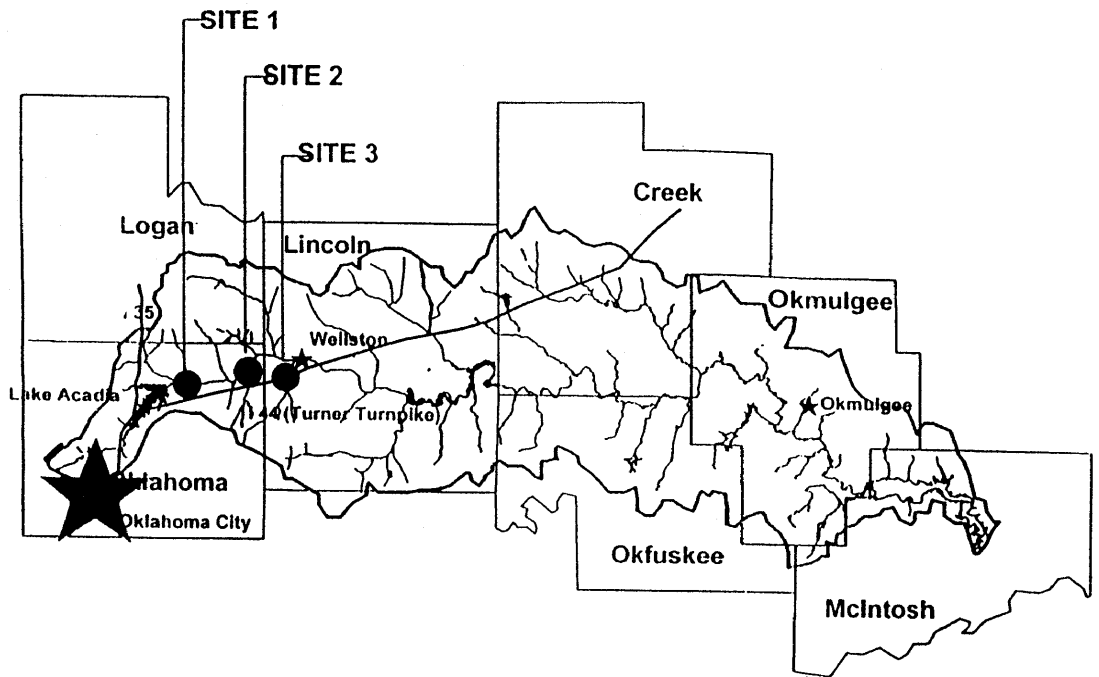 SITE 1
SITE 2
SITE 3
Creek
Logan
Lincoln
Okmulgee
35
Wellston
Lake Acadia
44 (Turner Turnpike)
Okmulgee
Oklahoma
Oklahoma City
Okfuskee
McIntosh